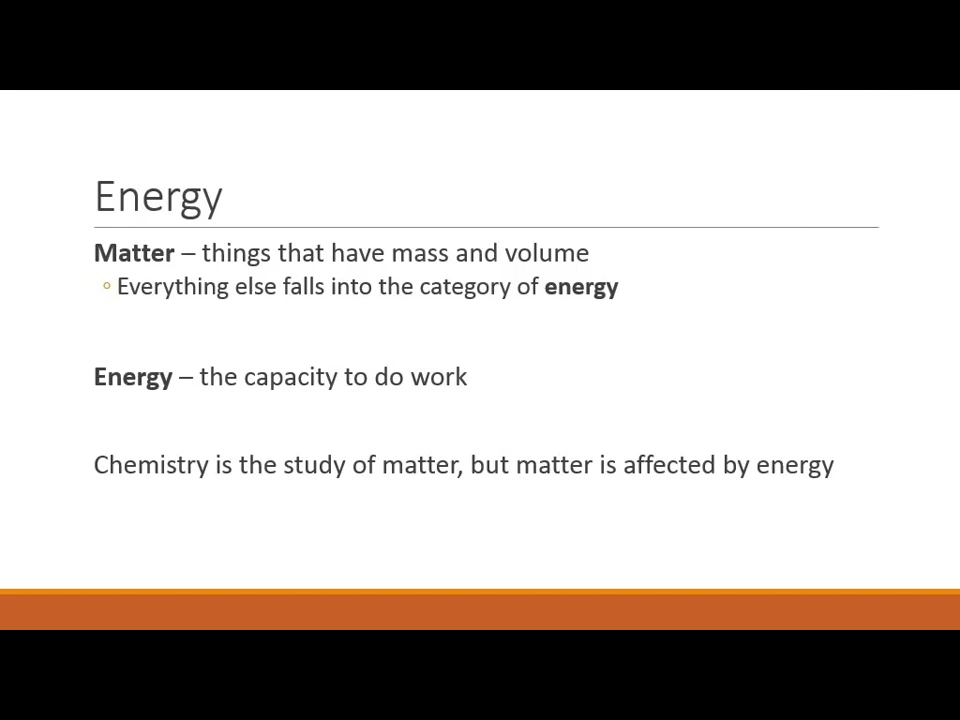 Energy
Matter – things that have mass and volume
◦ Everything else falls into the category of energy
Energy – the capacity to do work
Chemistry is the study of matter, but matter is affected by energy